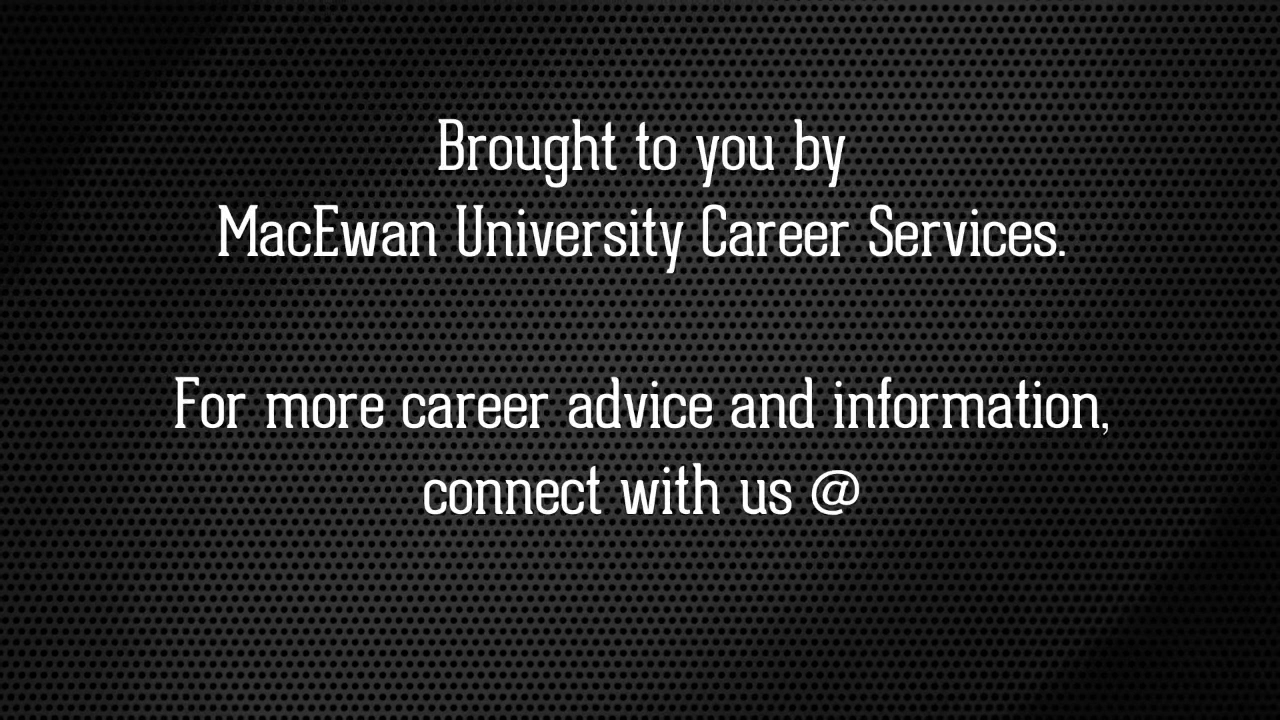 Brought to you by
MacEwan University Career Services.
For more career advice and information,
connect with us @